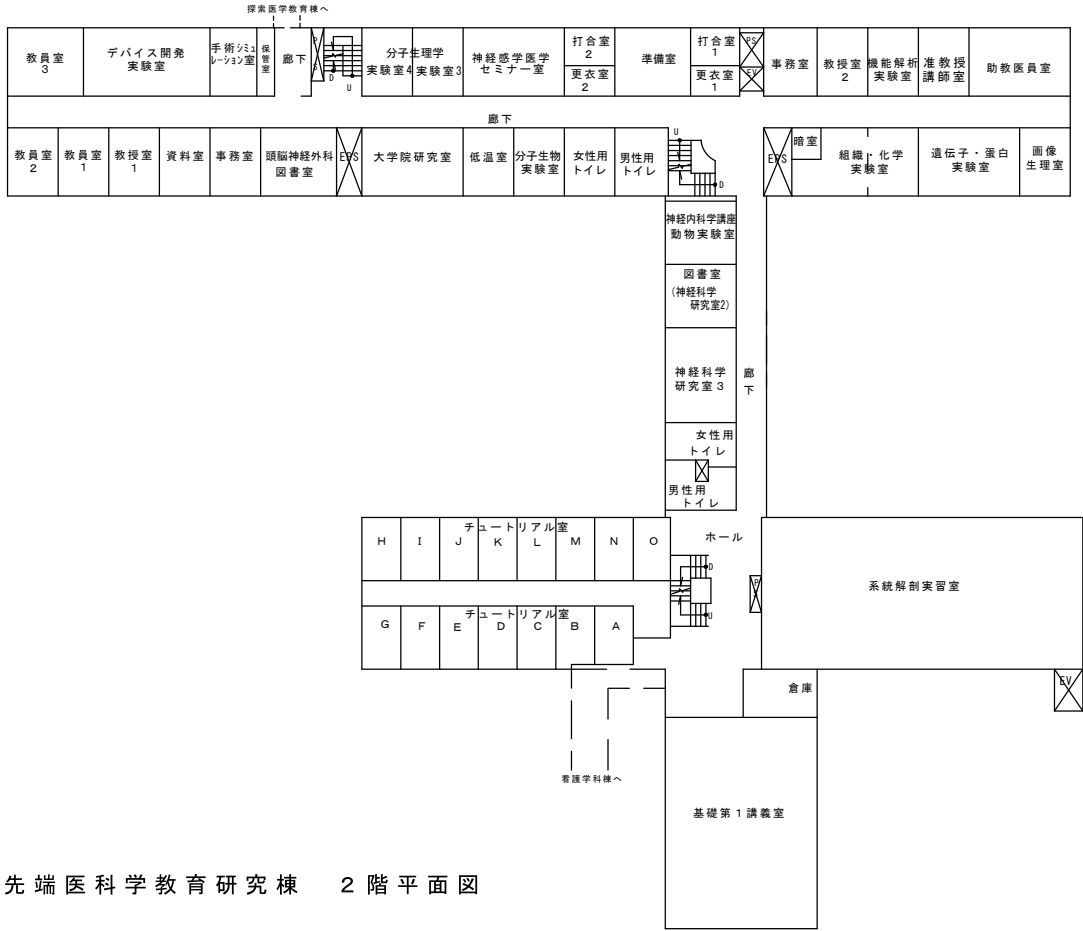 探索医学教育棟へ
教員室
3
デバイス開発
実験室
手術シミュ
レーション室
保管室
廊下
P
S
D
U
分子生理学
実験室4
実験室3
神経感学医学
セミナー室
打合室
2
更衣室
2
準備室
打合室
1
更衣室
1
PS
EV
事務室
教授室
2
機能解析
実験室
准教授
講師室
助教医員室
廊下
教員室
2
教員室
1
教授室
1
資料室
事務室
頭脳神経外科
図書室
EPS
大学院研究室
低温室
分子生物
実験室
女性用
トイレ
男性用
トイレ
U
D
EPS
暗室
組織・化学
実験室
遺伝子・蛋白
実験室
画像
生理室
神経内科学講座
動物実験室
図書室
(神経科学
研究室2)
神経科学
研究室3
廊下
女性用
トイレ
男性用
トイレ
チュートリアル室
H I J K L M N O
ホール
D
U
P
系統解剖実習室
チュートリアル室
G F E D C B A
倉庫
EV
看護学科棟へ
基礎第1講義室
先端医科学教育研究棟 2階平面図